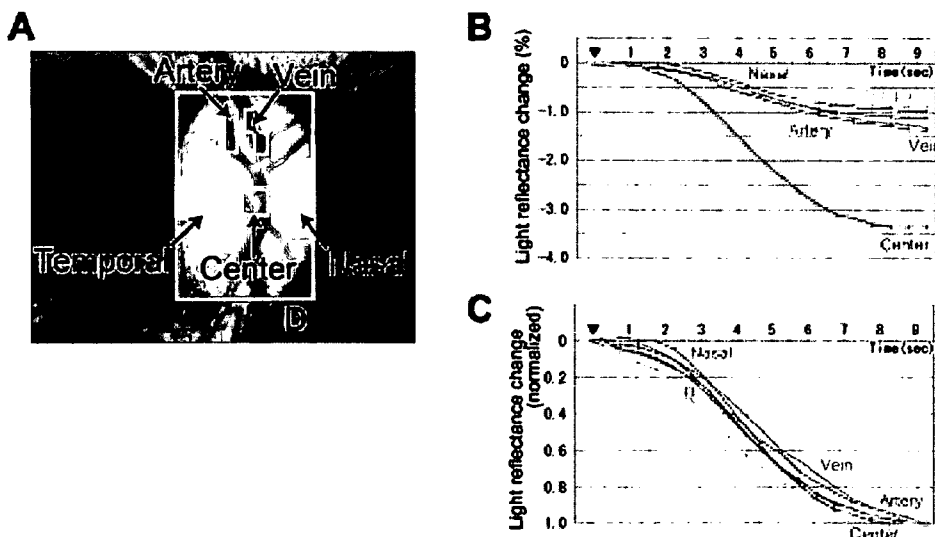 A
Artery Vein
Temporal
Center
Nasal
D
B
Light reflectance change (%)
1 2 3 4 5 6 7 8 9
Time(sec)
0
-1.0
-2.0
-3.0
-4.0
Nasal
Artery
Vein
Center
C
Light reflectance change
(normalized)
1 2 3 4 5 6 7 8 9
Time(sec)
0
0.2
0.4
0.6
0.8
1.0
Nasal
Vein
Artery
Center